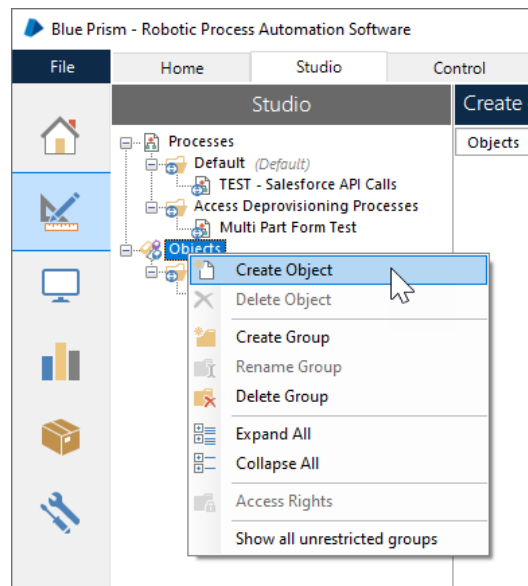 Blue Prism - Robotic Process Automation Software
File Home Studio Control
Studio
Create
Processes
Objects
Default (Default)
TEST - Salesforce API Calls
Access Deprovisioning Processes
Multi Part Form Test
Objects
Create Object
Delete Object
Create Group
Rename Group
Delete Group
Expand All
Collapse All
Access Rights
Show all unrestricted groups